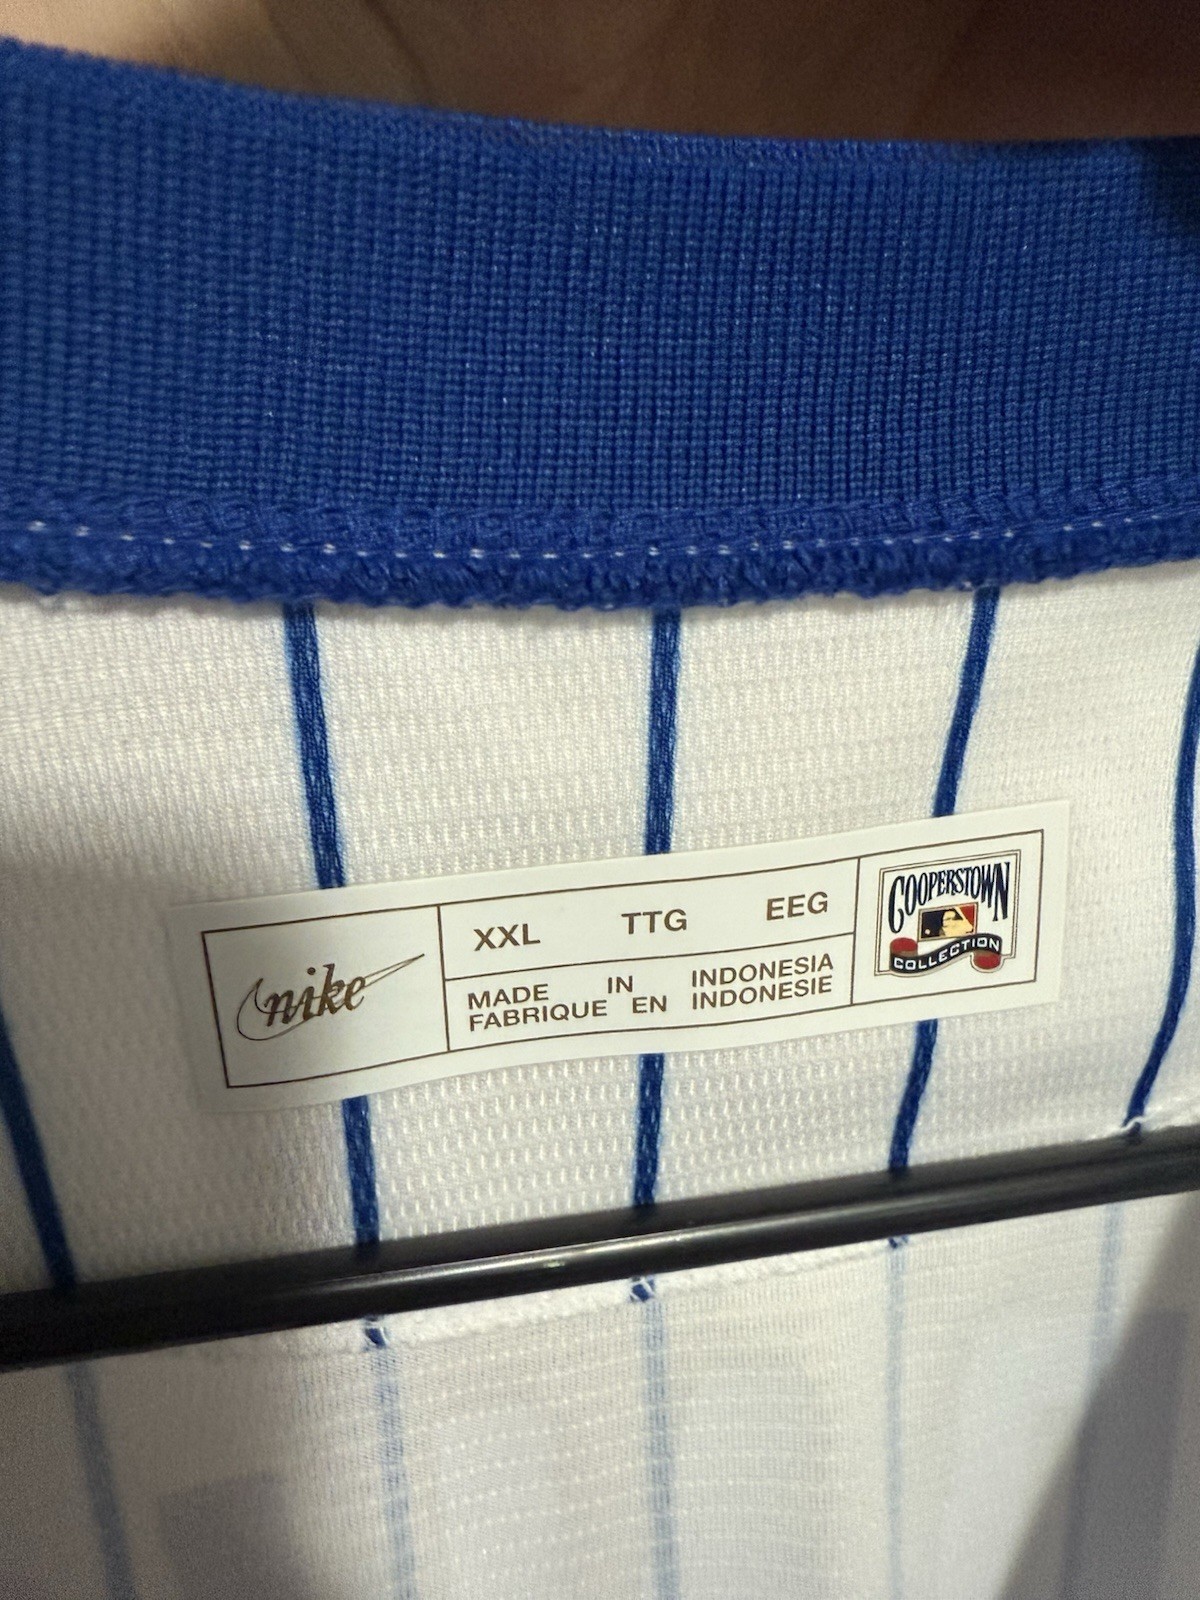 nike
XXL TTG EEG
MADE IN INDONESIA
FABRIQUE EN INDONESIE
COOPERSTOWN
COLLECTION